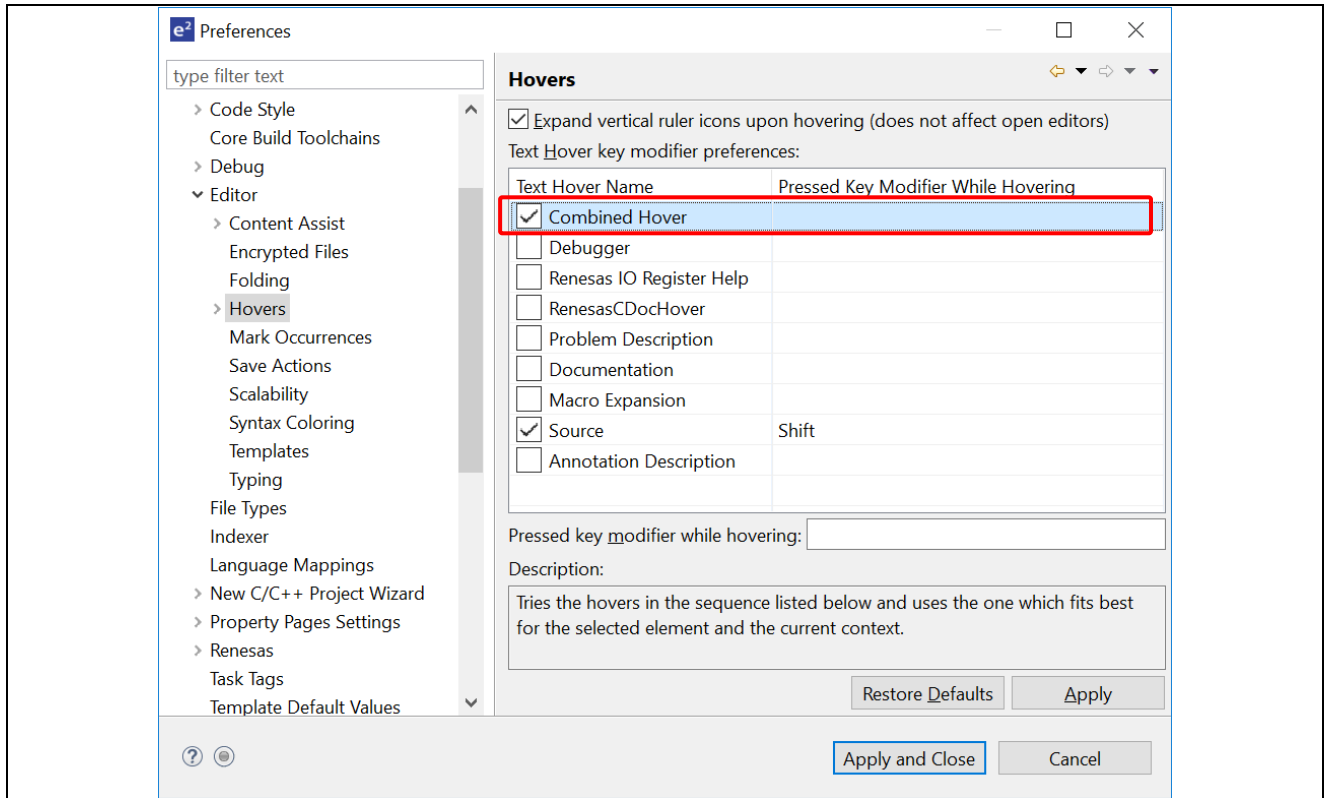 e² Preferences
type filter text
Code Style
Core Build Toolchains
Debug
Editor
Content Assist
Encrypted Files
Folding
Hovers
Mark Occurrences
Save Actions
Scalability
Syntax Coloring
Templates
Typing
File Types
Indexer
Language Mappings
New C/C++ Project Wizard
Property Pages Settings
Renesas
Task Tags
Template Default Values
Hovers
Expand vertical ruler icons upon hovering (does not affect open editors)
Text Hover key modifier preferences:
Text Hover Name Pressed Key Modifier While Hovering
Combined Hover
Debugger
Renesas IO Register Help
RenesasCDocHover
Problem Description
Documentation
Macro Expansion
Source Shift
Annotation Description
Pressed key modifier while hovering:
Description:
Tries the hovers in the sequence listed below and uses the one which fits best
for the selected element and the current context.
Restore Defaults Apply
? Apply and Close Cancel